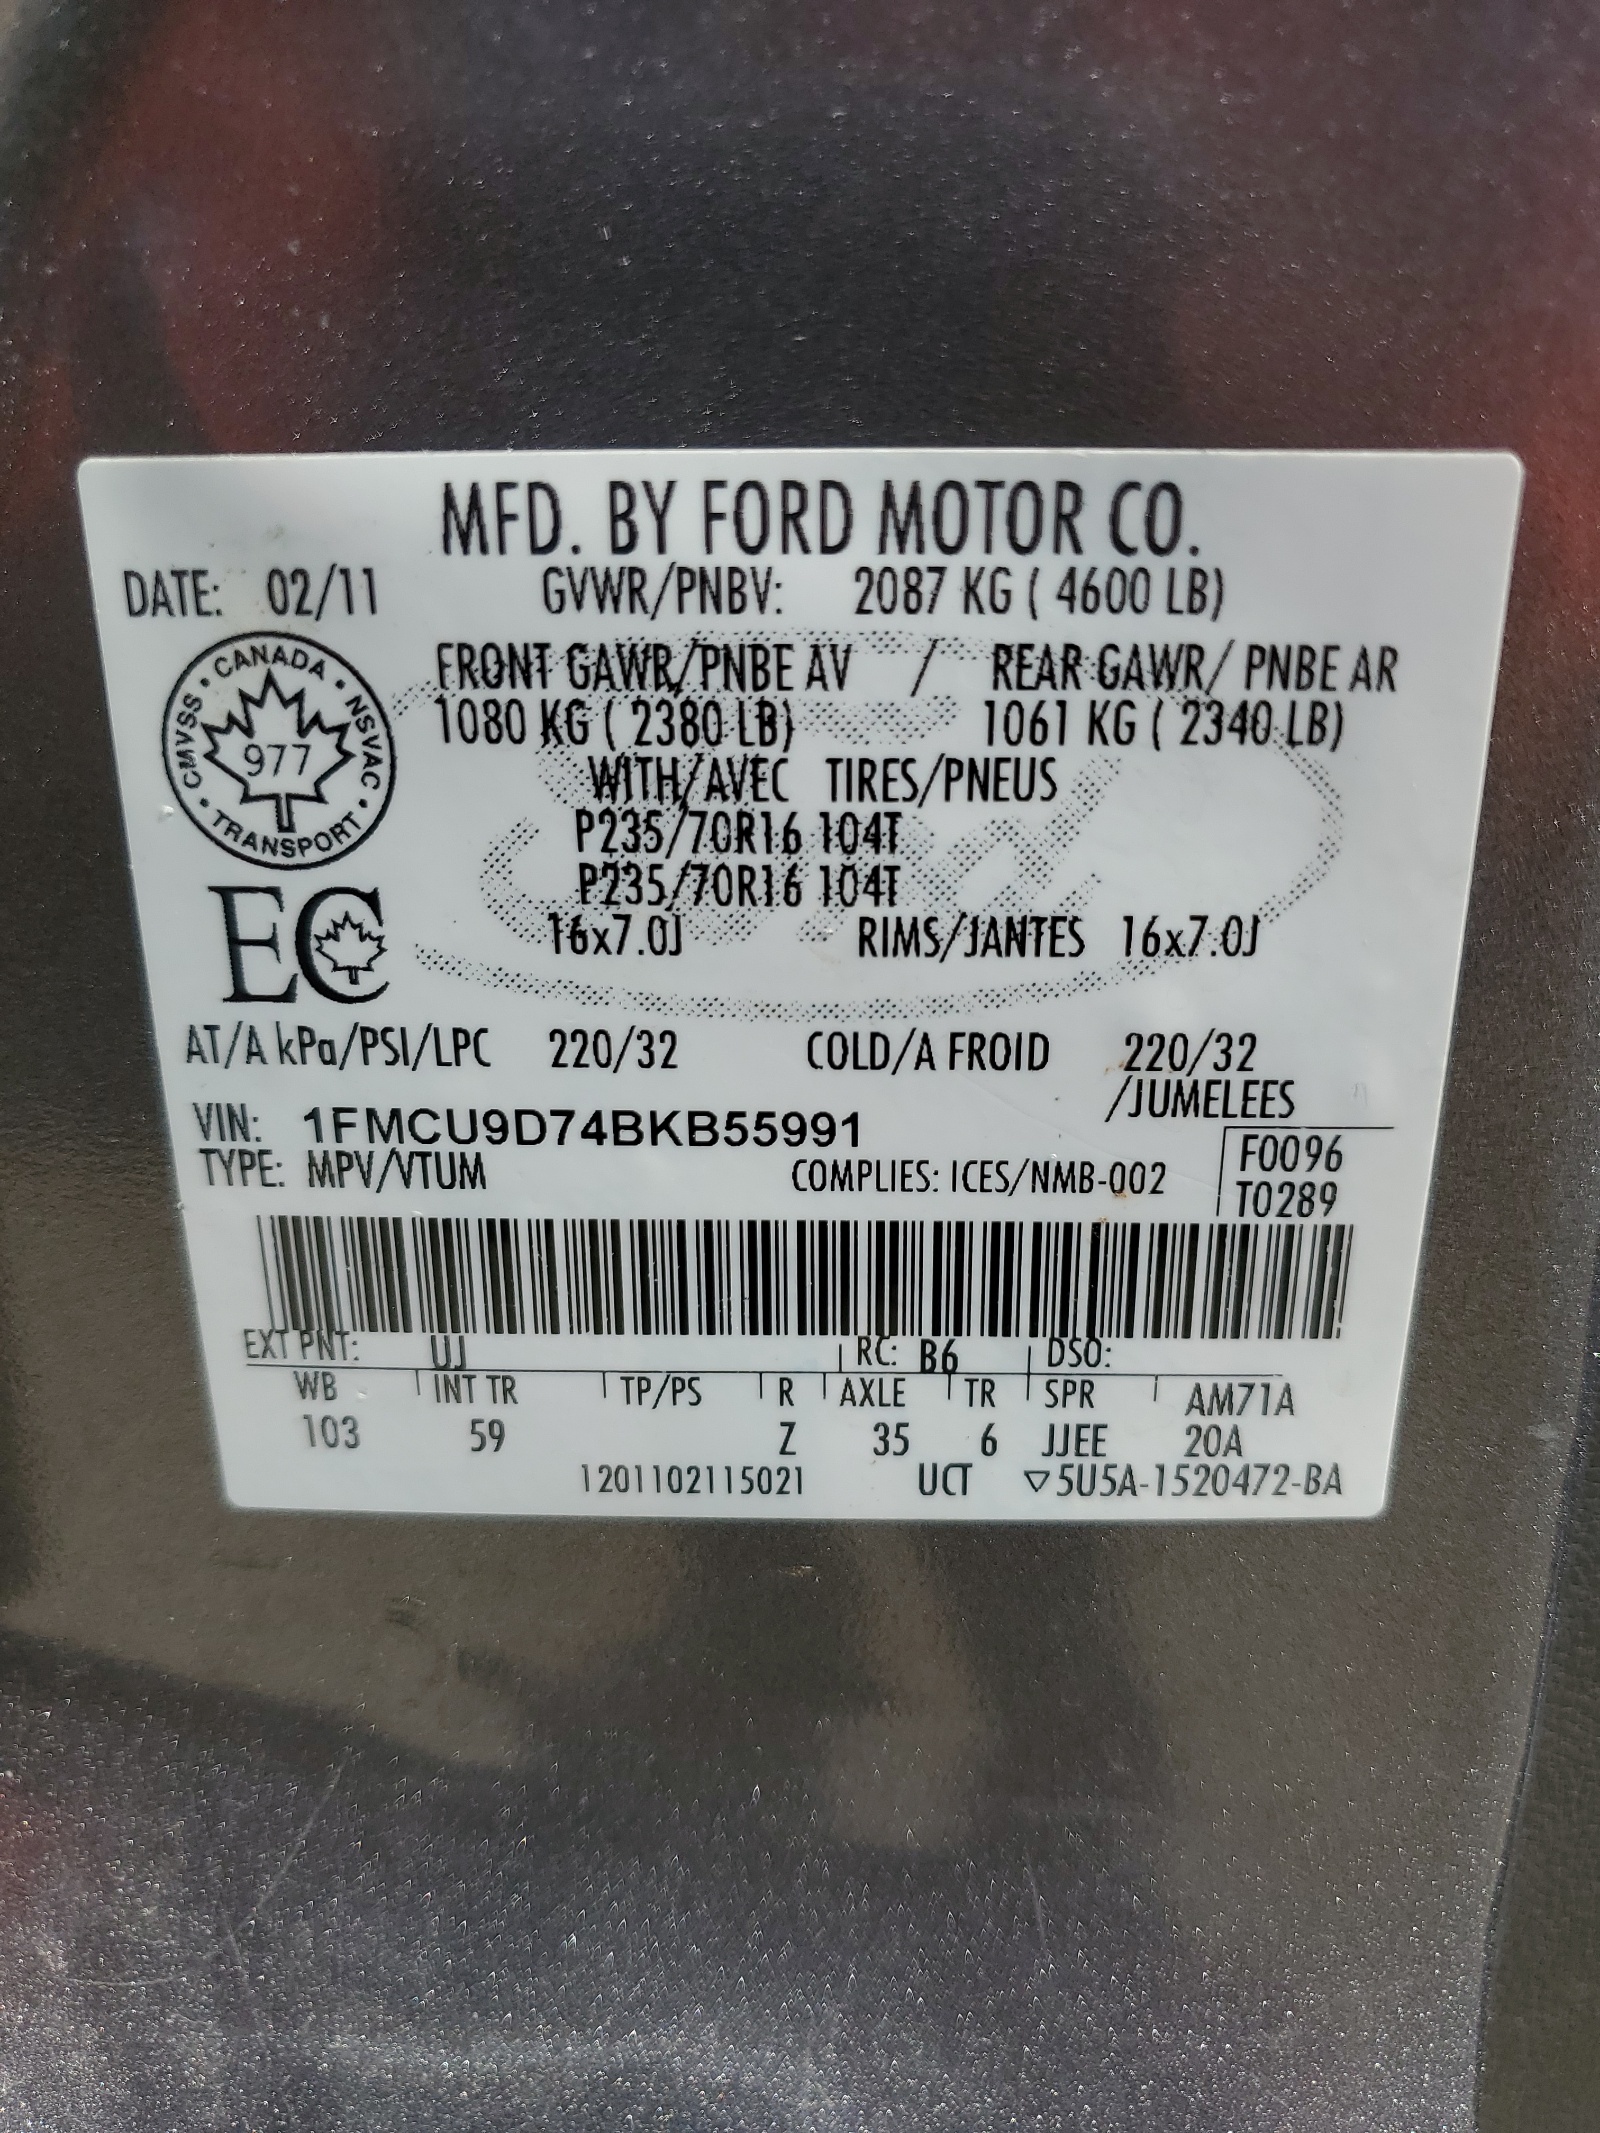 MFD. BY FORD MOTOR CO.
DATE: 02/11 GVWR/PNBV: 2087 KG ( 4600 LB)
FRONT GAWR/PNBE AV / REAR GAWR/ PNBE AR
1080 KG ( 2380 LB) 1061 KG ( 2340 LB)
WITH/AVEC TIRES/PNEUS
P235/70R16 104T
P235/70R16 104T
16x7.0J RIMS/JANTES 16x7.0J
CANADA · NSVAC · TRANSPORT · CMVSS ·
977
EC
AT/A kPa/PSI/LPC 220/32 COLD/A FROID 220/32
/JUMELEES
VIN: 1FMCU9D74BKB55991
TYPE: MPV/VTUM COMPLIES: ICES/NMB-002
F0096
T0289
EXT PNT: UJ RC: B6 DSO:
WB INT TR TP/PS R AXLE TR SPR AM71A
103 59 Z 35 6 JJEE 20A
1201102115021 UCT ▽5U5A-1520472-BA